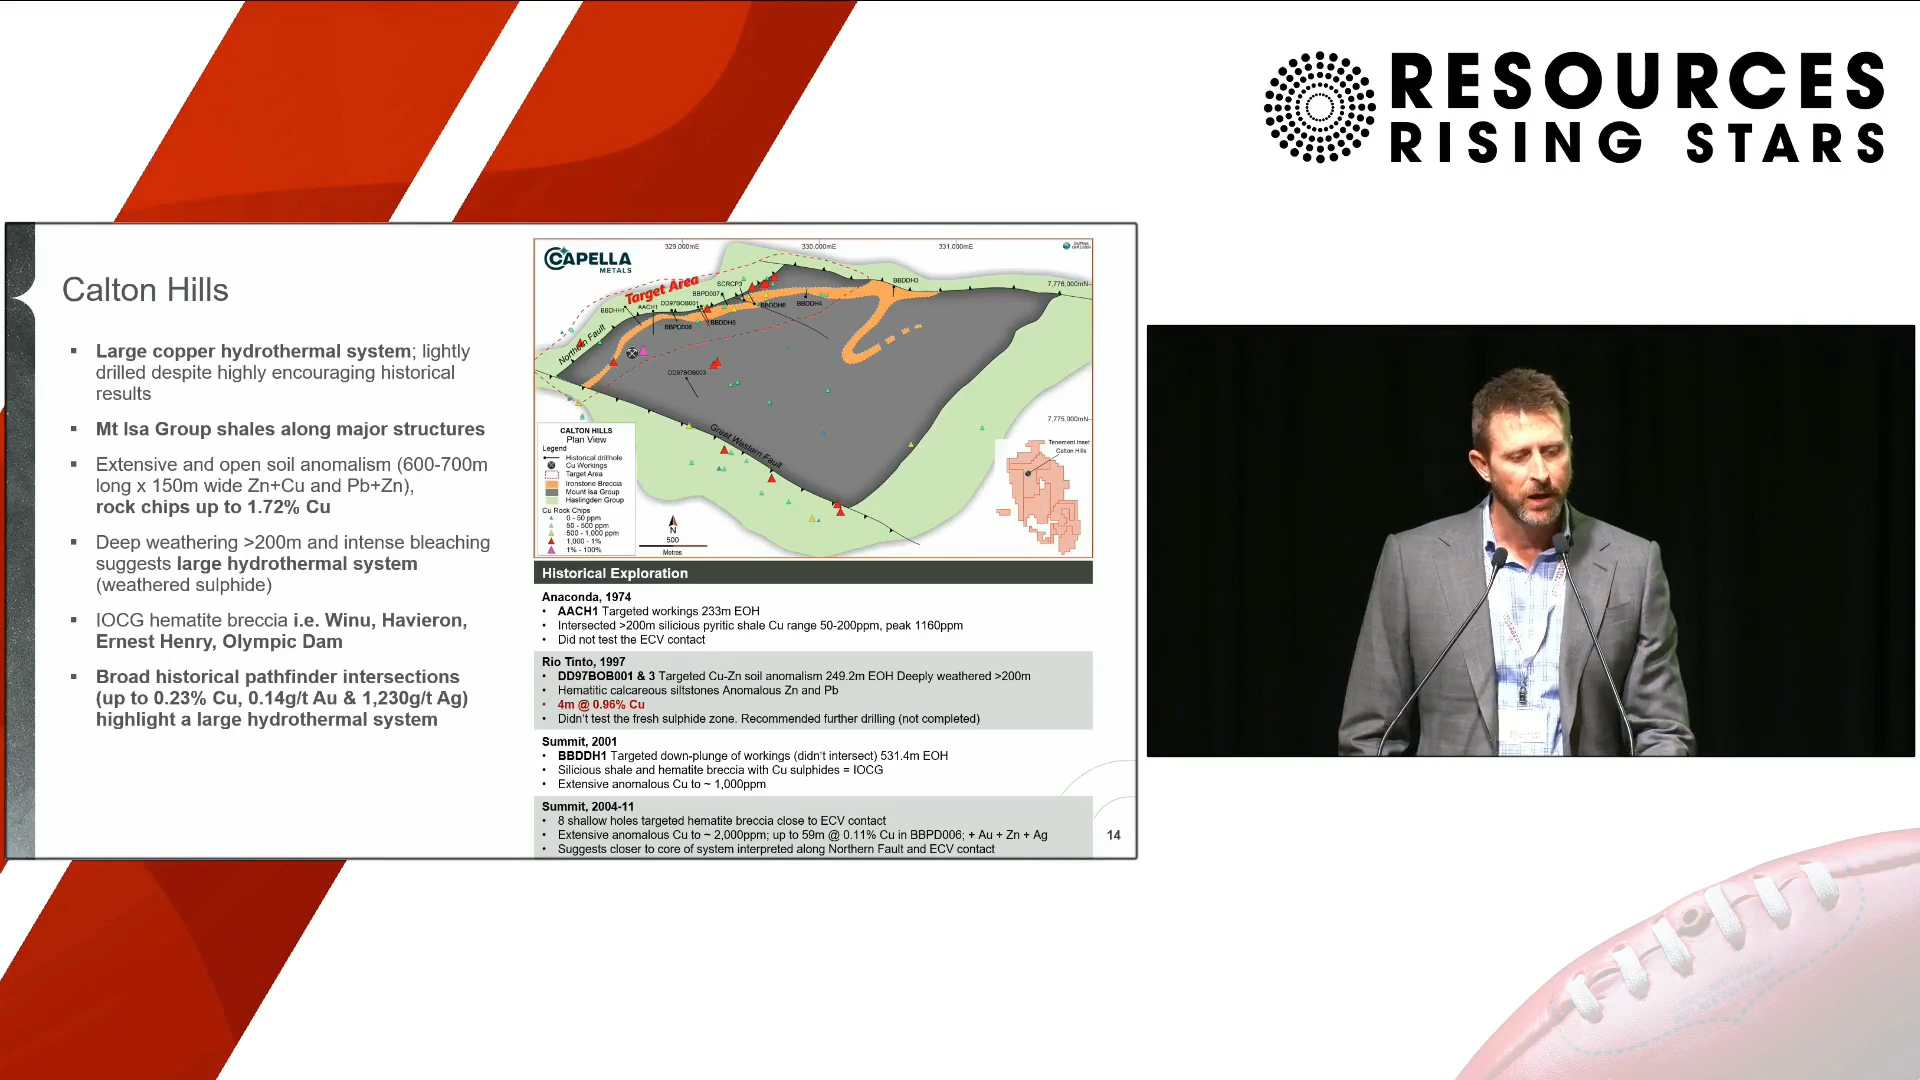 RESOURCES
RISING STARS
Calton Hills
▪ Large copper hydrothermal system; lightly
drilled despite highly encouraging historical
results
▪ Mt Isa Group shales along major structures
▪ Extensive and open soil anomalism (600-700m
long x 150m wide Zn+Cu and Pb+Zn),
rock chips up to 1.72% Cu
▪ Deep weathering >200m and intense bleaching
suggests large hydrothermal system
(weathered sulphide)
▪ IOCG hematite breccia i.e. Winu, Havieron,
Ernest Henry, Olympic Dam
▪ Broad historical pathfinder intersections
(up to 0.23% Cu, 0.14g/t Au & 1,230g/t Ag)
highlight a large hydrothermal system
CAPELLA
METALS
329,000mE
330,000mE
331,000mE
7,776,000mN
7,775,000mN
Target Area
Northern Fault
Great Western Fault
BBDDH1
AACH1
DD97BOB001
BBPD007
SCRCP3
BBPD006
BBDDH5
BBDDH6
BBDDH4
BBDDH3
DD97BOB003
Tenement Inset
Calton Hills
CALTON HILLS
Plan View
Legend
Historical drillhole
Cu Workings
Target Area
Ironstone Breccia
Mount Isa Group
Haslingden Group
Cu Rock Chips
0 - 50 ppm
50 - 500 ppm
500 - 1,000 ppm
1,000 - 1%
1% - 100%
N
500
Metres
Historical Exploration
Anaconda, 1974
• AACH1 Targeted workings 233m EOH
• Intersected >200m silicious pyritic shale Cu range 50-200ppm, peak 1160ppm
• Did not test the ECV contact
Rio Tinto, 1997
• DD97BOB001 & 3 Targeted Cu-Zn soil anomalism 249.2m EOH Deeply weathered >200m
• Hematitic calcareous siltstones Anomalous Zn and Pb
• 4m @ 0.96% Cu
• Didn't test the fresh sulphide zone. Recommended further drilling (not completed)
Summit, 2001
• BBDDH1 Targeted down-plunge of workings (didn't intersect) 531.4m EOH
• Silicious shale and hematite breccia with Cu sulphides = IOCG
• Extensive anomalous Cu to ~ 1,000ppm
Summit, 2004-11
• 8 shallow holes targeted hematite breccia close to ECV contact
• Extensive anomalous Cu to ~ 2,000ppm; up to 59m @ 0.11% Cu in BBPD006; + Au + Zn + Ag
• Suggests closer to core of system interpreted along Northern Fault and ECV contact
14